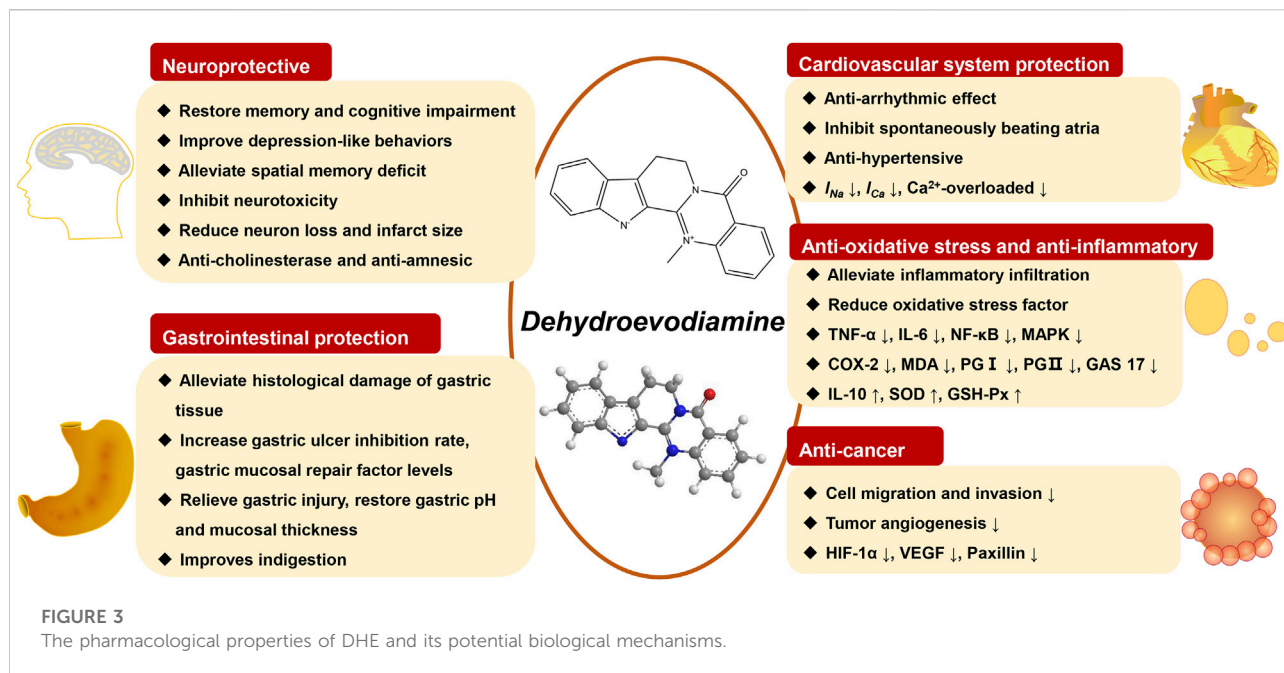 Neuroprotective
◆ Restore memory and cognitive impairment
◆ Improve depression-like behaviors
◆ Alleviate spatial memory deficit
◆ Inhibit neurotoxicity
◆ Reduce neuron loss and infarct size
◆ Anti-cholinesterase and anti-amnesic
Gastrointestinal protection
◆ Alleviate histological damage of gastric
tissue
◆ Increase gastric ulcer inhibition rate,
gastric mucosal repair factor levels
◆ Relieve gastric injury, restore gastric pH
and mucosal thickness
◆ Improves indigestion
O
N
N⁻
N⁺
Dehydroevodiamine
Cardiovascular system protection
◆ Anti-arrhythmic effect
◆ Inhibit spontaneously beating atria
◆ Anti-hypertensive
◆ I_Na ↓, I_Ca ↓, Ca²⁺-overloaded ↓
Anti-oxidative stress and anti-inflammatory
◆ Alleviate inflammatory infiltration
◆ Reduce oxidative stress factor
◆ TNF-α ↓, IL-6 ↓, NF-κB ↓, MAPK ↓
◆ COX-2 ↓, MDA ↓, PG Ⅰ ↓, PGⅡ ↓, GAS 17 ↓
◆ IL-10 ↑, SOD ↑, GSH-Px ↑
Anti-cancer
◆ Cell migration and invasion ↓
◆ Tumor angiogenesis ↓
◆ HIF-1α ↓, VEGF ↓, Paxillin ↓
FIGURE 3
The pharmacological properties of DHE and its potential biological mechanisms.